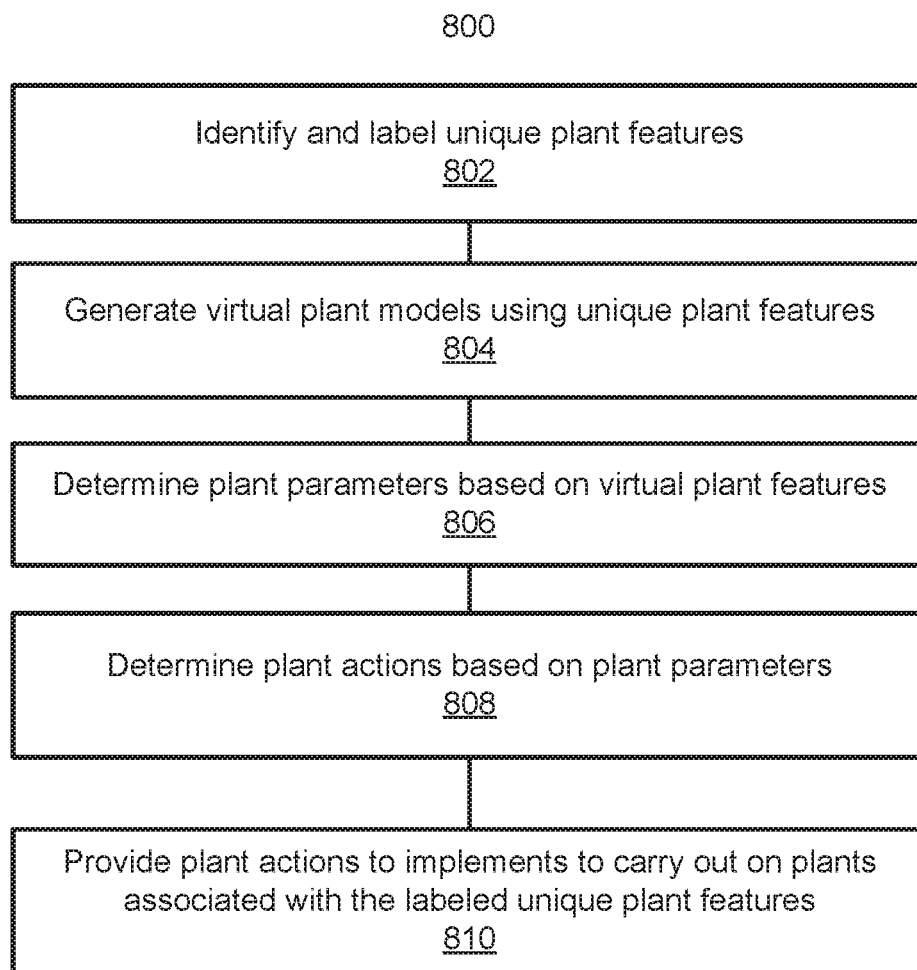 800
Identify and label unique plant features
802
Generate virtual plant models using unique plant features
804
Determine plant parameters based on virtual plant features
806
Determine plant actions based on plant parameters
808
Provide plant actions to implements to carry out on plants
associated with the labeled unique plant features
810